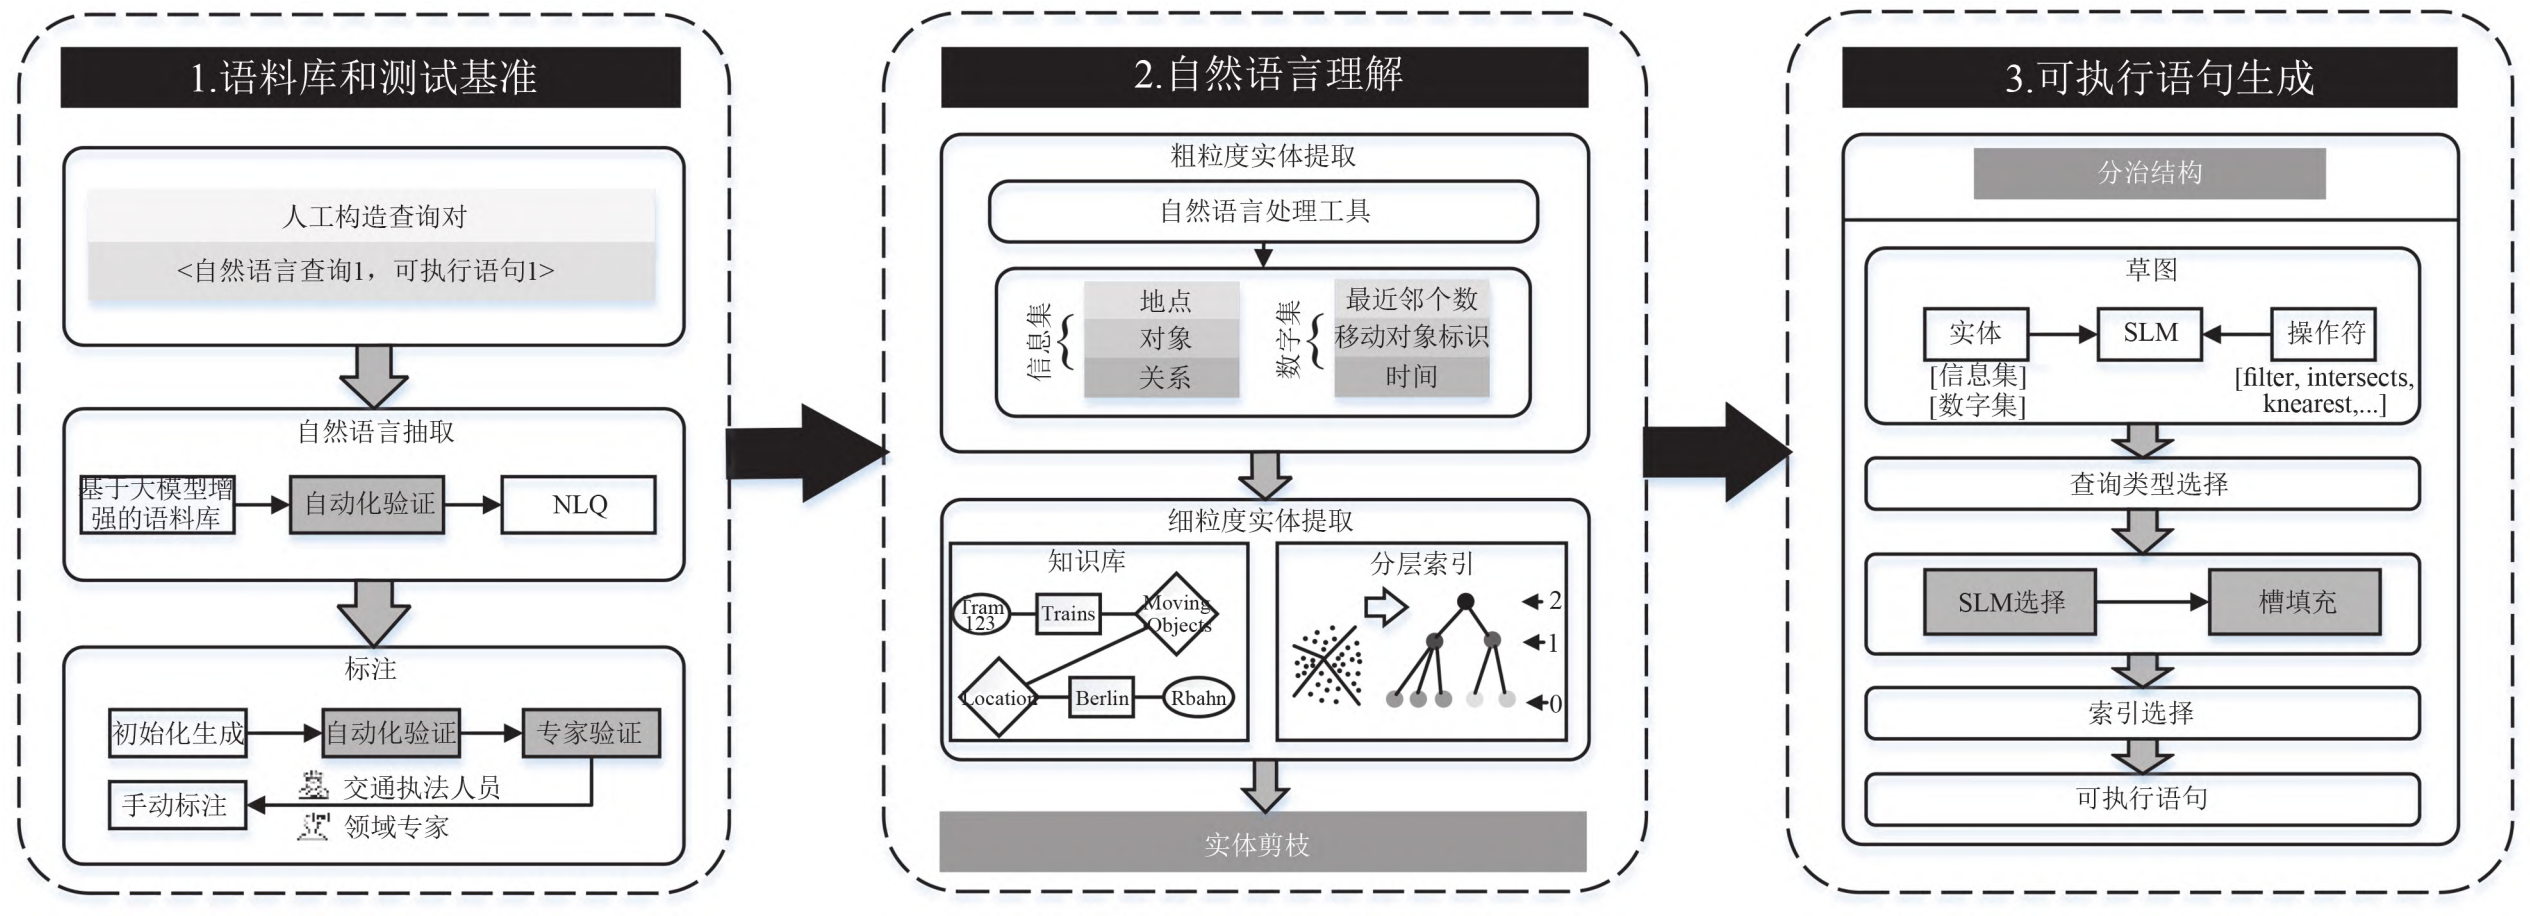 1.语料库和测试基准
人工构造查询对
<自然语言查询1，可执行语句1>
自然语言抽取
基于大模型增
强的语料库
自动化验证
NLQ
标注
初始化生成
自动化验证
专家验证
手动标注
交通执法人员
领域专家
2.自然语言理解
粗粒度实体提取
自然语言处理工具
信息集
地点
对象
关系
数字集
最近邻个数
移动对象标识
时间
细粒度实体提取
知识库
Tram
123
Trains
Moving
Objects
Location
Berlin
Rbahn
分层索引
2
1
0
实体剪枝
3.可执行语句生成
分治结构
草图
实体
SLM
操作符
[信息集]
[数字集]
[filter, intersects,
knearest,...]
查询类型选择
SLM选择
槽填充
索引选择
可执行语句